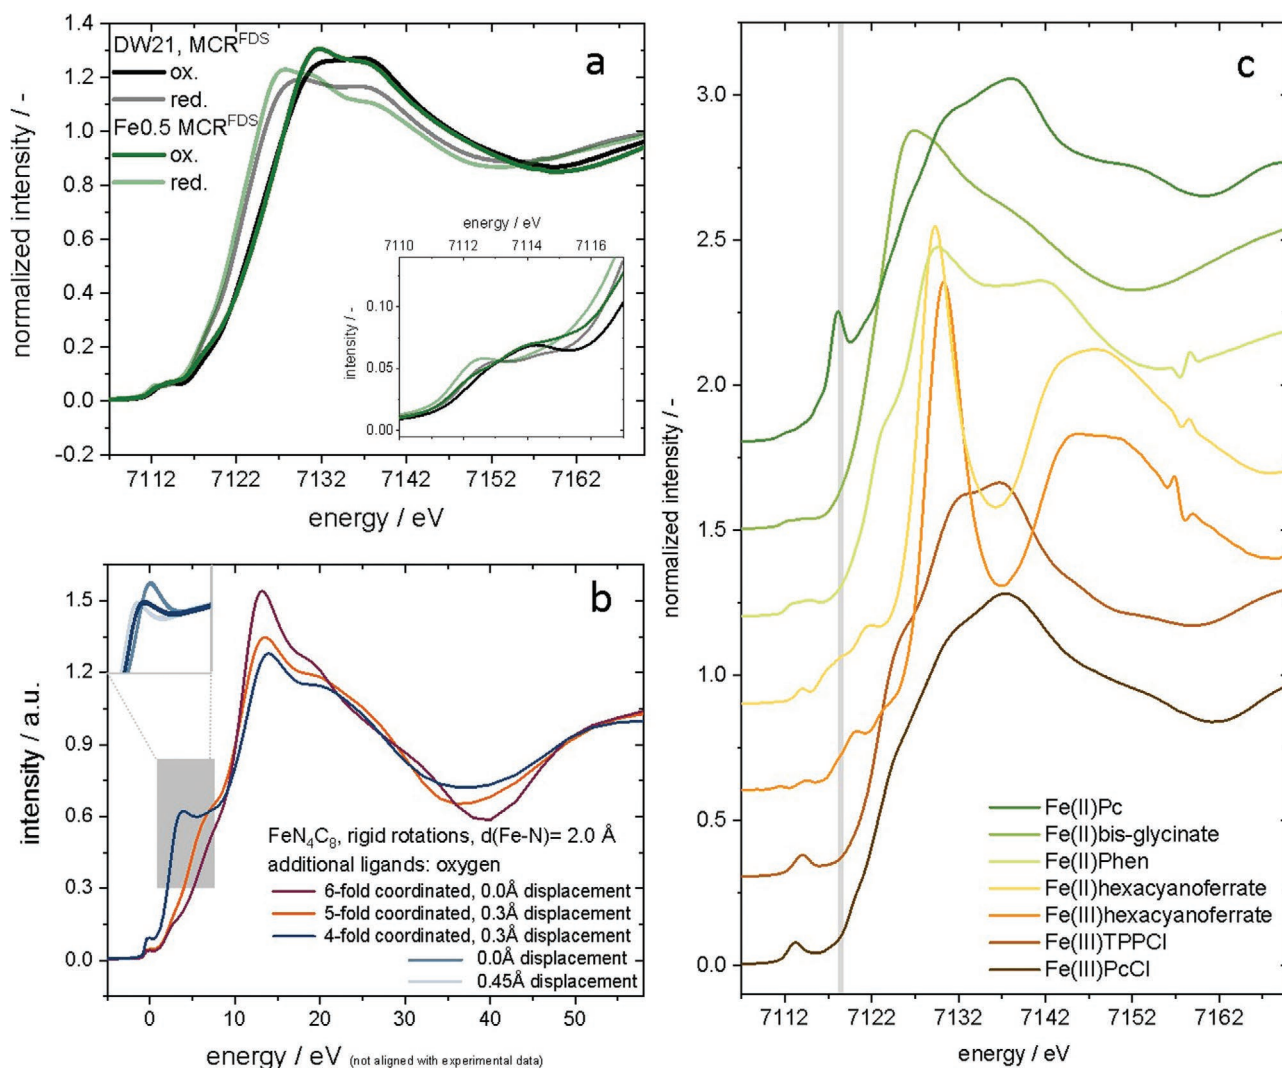 a
DW21, MCR^FDS
ox.
red.
Fe0.5 MCR^FDS
ox.
red.
normalized intensity / -
1.4
1.2
1.0
0.8
0.6
0.4
0.2
0.0
-0.2
7112 7122 7132 7142 7152 7162
energy / eV
energy / eV
7110 7112 7114 7116
intensity / -
0.10
0.05
0.00
b
intensity / a.u.
1.5
1.2
0.9
0.6
0.3
0.0
FeN₄C₈, rigid rotations, d(Fe-N)= 2.0 Å
additional ligands: oxygen
6-fold coordinated, 0.0Å displacement
5-fold coordinated, 0.3Å displacement
4-fold coordinated, 0.3Å displacement
0.0Å displacement
0.45Å displacement
0 10 20 30 40 50
energy / eV (not aligned with experimental data)
c
normalized intensity / -
3.0
2.5
2.0
1.5
1.0
0.5
0.0
Fe(II)Pc
Fe(II)bis-glycinate
Fe(II)Phen
Fe(II)hexacyanoferrate
Fe(III)hexacyanoferrate
Fe(III)TPPCl
Fe(III)PcCl
7112 7122 7132 7142 7152 7162
energy / eV